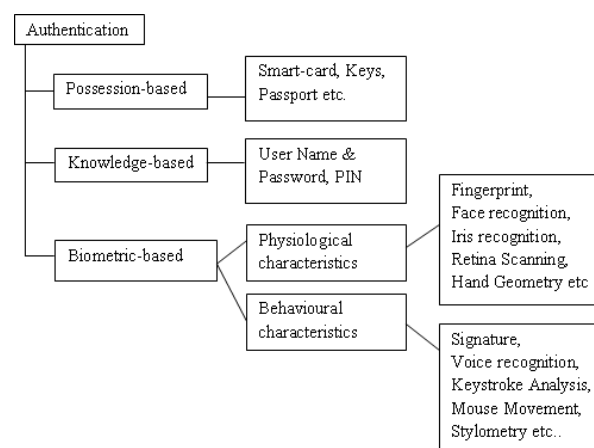 Authentication
Possession-based
Smart-card, Keys,
Passport etc.
Knowledge-based
User Name &
Password, PIN
Biometric-based
Physiological
characteristics
Fingerprint,
Face recognition,
Iris recognition,
Retina Scanning,
Hand Geometry etc
Behavioural
characteristics
Signature,
Voice recognition,
Keystroke Analysis,
Mouse Movement,
Stylometry etc..